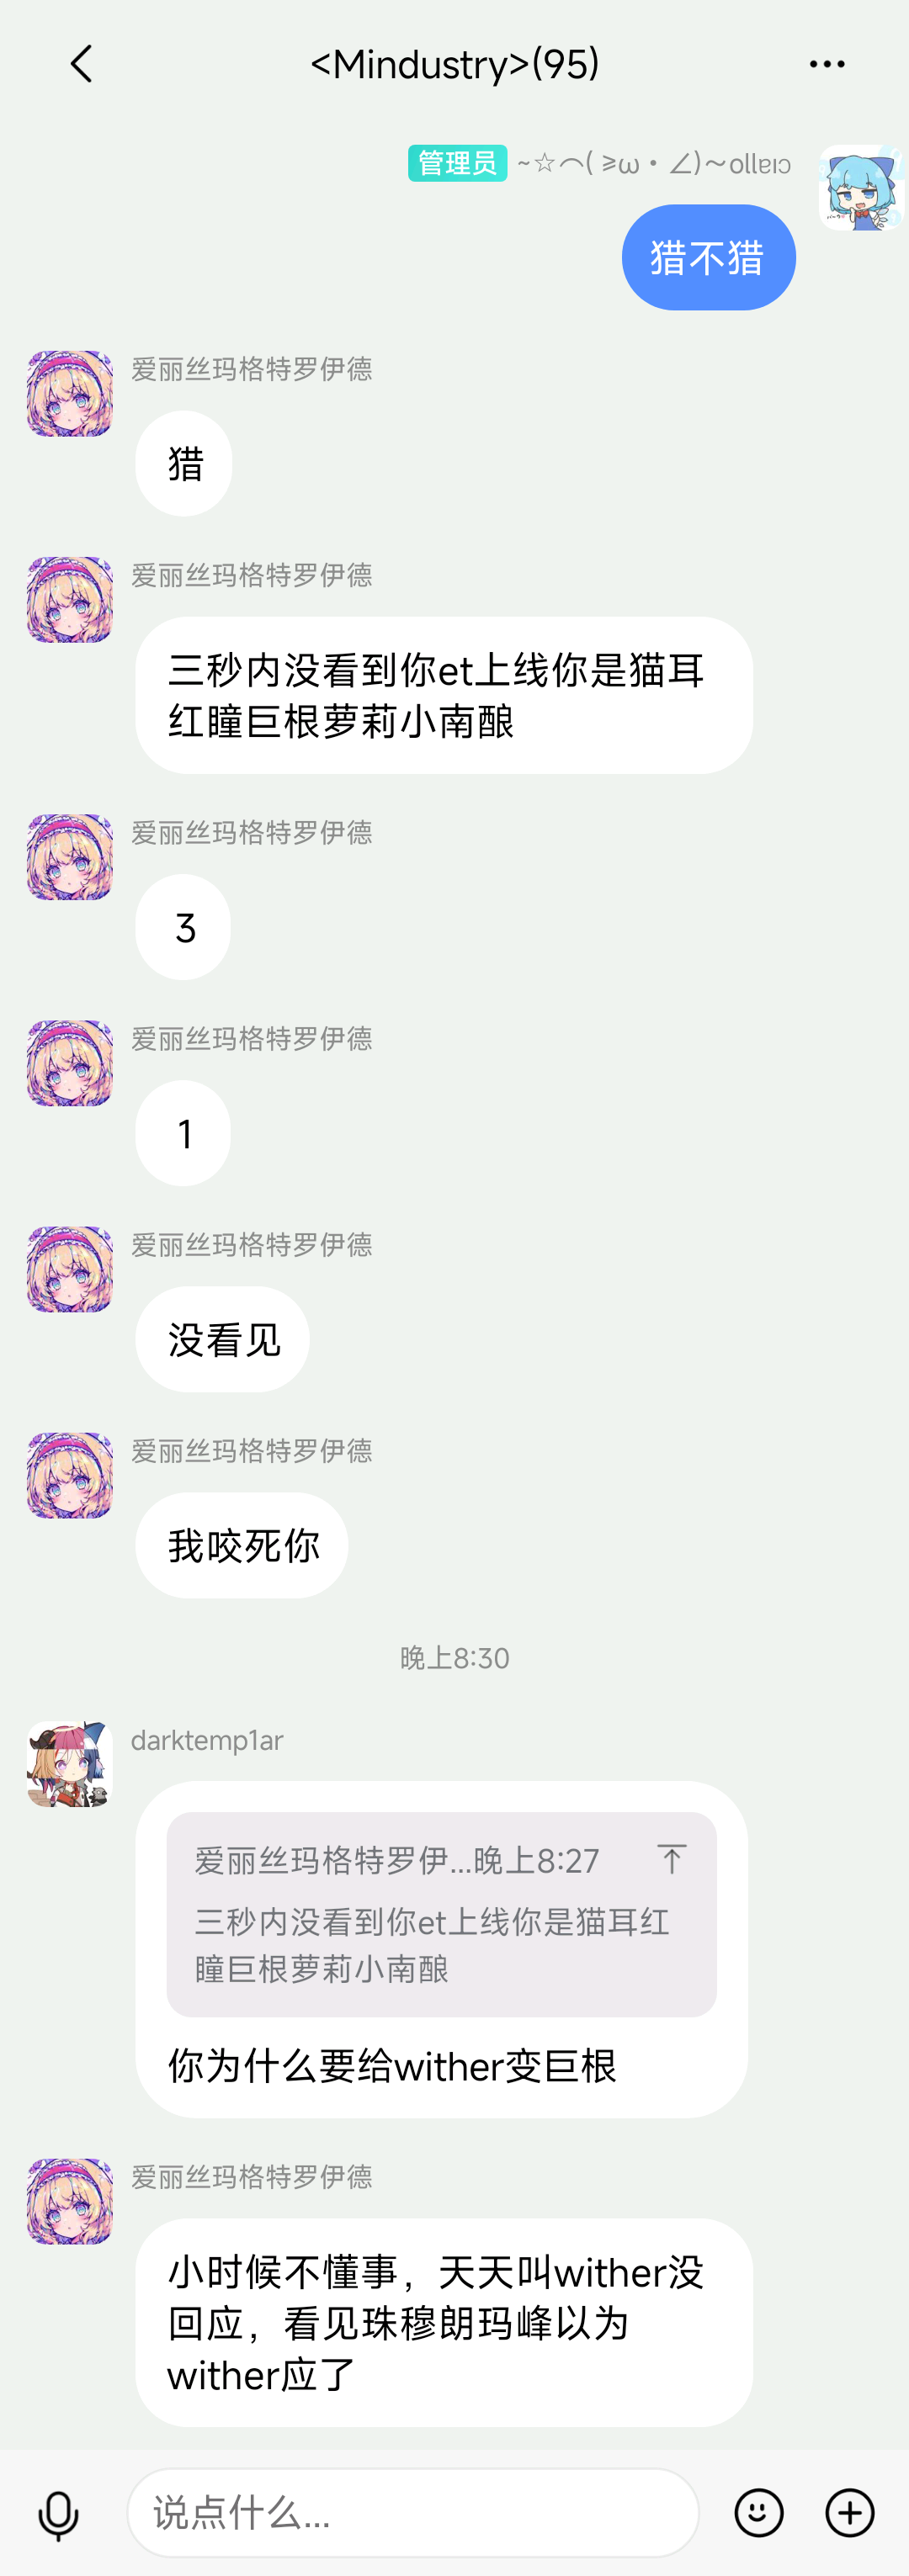 <Mindustry>(95)
管理员 ~☆⌒( ≥ω・∠)～ollɐıɔ
猎不猎
爱丽丝玛格特罗伊德
猎
爱丽丝玛格特罗伊德
三秒内没看到你et上线你是猫耳
红瞳巨根萝莉小南酿
爱丽丝玛格特罗伊德
3
爱丽丝玛格特罗伊德
1
爱丽丝玛格特罗伊德
没看见
爱丽丝玛格特罗伊德
我咬死你
晚上8:30
darktemp1ar
爱丽丝玛格特罗伊...晚上8:27
三秒内没看到你et上线你是猫耳红
瞳巨根萝莉小南酿
你为什么要给wither变巨根
爱丽丝玛格特罗伊德
小时候不懂事，天天叫wither没
回应，看见珠穆朗玛峰以为
wither应了
说点什么...